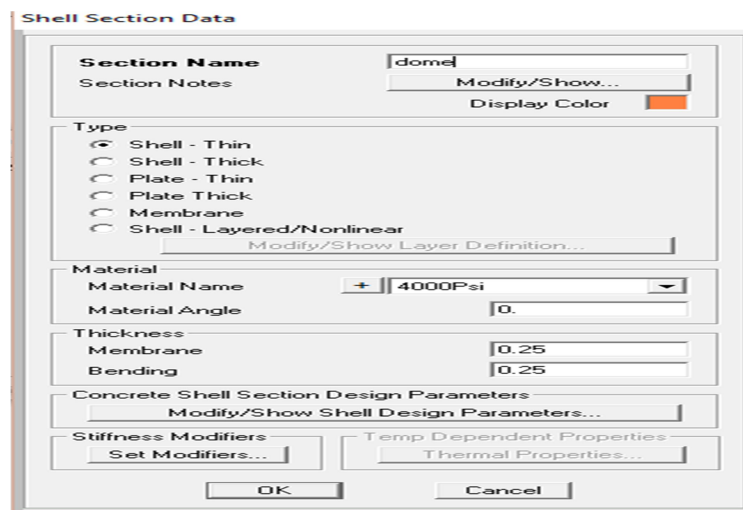 Shell Section Data
Section Name dome
Section Notes Modify/Show...
Display Color
Type
Shell - Thin
Shell - Thick
Plate - Thin
Plate Thick
Membrane
Shell - Layered/Nonlinear
Modify/Show Layer Definition...
Material
Material Name + 4000Psi
Material Angle 0.
Thickness
Membrane 0.25
Bending 0.25
Concrete Shell Section Design Parameters
Modify/Show Shell Design Parameters...
Stiffness Modifiers Temp Dependent Properties
Set Modifiers... Thermal Properties...
OK Cancel